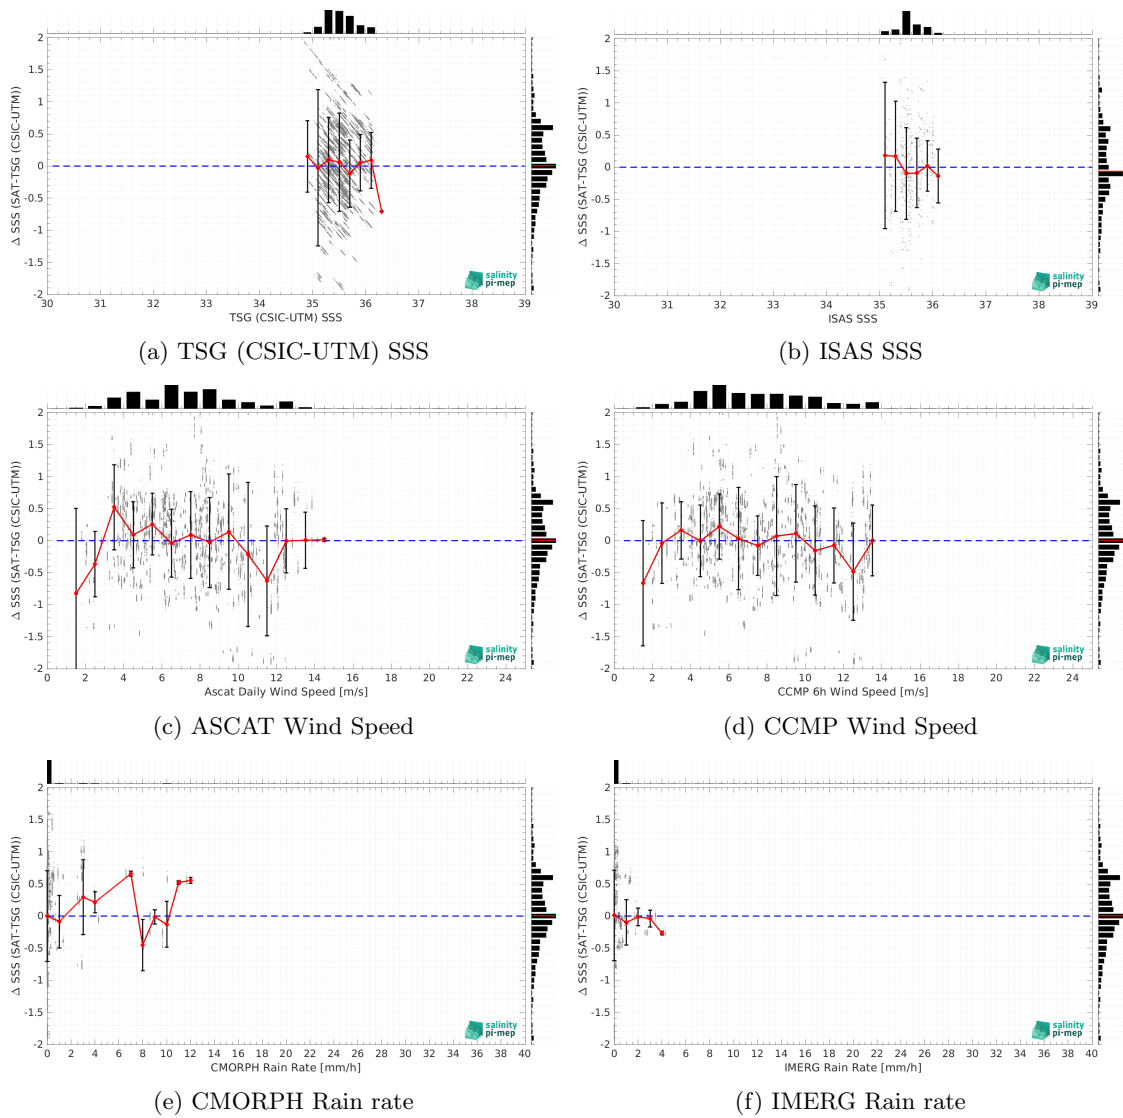 2
1.5
1
0.5
0
-0.5
-1
-1.5
-2
Δ SSS (SAT-TSG (CSIC-UTM))
30 31 32 33 34 35 36 37 38 39
TSG (CSIC-UTM) SSS
salinity
pi-mep
(a) TSG (CSIC-UTM) SSS
2
1.5
1
0.5
0
-0.5
-1
-1.5
-2
Δ SSS (SAT-TSG (CSIC-UTM))
30 31 32 33 34 35 36 37 38 39
ISAS SSS
salinity
pi-mep
(b) ISAS SSS
2
1.5
1
0.5
0
-0.5
-1
-1.5
-2
Δ SSS (SAT-TSG (CSIC-UTM))
0 2 4 6 8 10 12 14 16 18 20 22 24
Ascat Daily Wind Speed [m/s]
salinity
pi-mep
(c) ASCAT Wind Speed
2
1.5
1
0.5
0
-0.5
-1
-1.5
-2
Δ SSS (SAT-TSG (CSIC-UTM))
0 2 4 6 8 10 12 14 16 18 20 22 24
CCMP 6h Wind Speed [m/s]
salinity
pi-mep
(d) CCMP Wind Speed
2
1.5
1
0.5
0
-0.5
-1
-1.5
-2
Δ SSS (SAT-TSG (CSIC-UTM))
0 2 4 6 8 10 12 14 16 18 20 22 24 26 28 30 32 34 36 38 40
CMORPH Rain Rate [mm/h]
salinity
pi-mep
(e) CMORPH Rain rate
2
1.5
1
0.5
0
-0.5
-1
-1.5
-2
Δ SSS (SAT-TSG (CSIC-UTM))
0 2 4 6 8 10 12 14 16 18 20 22 24 26 28 30 32 34 36 38 40
IMERG Rain Rate [mm/h]
salinity
pi-mep
(f) IMERG Rain rate